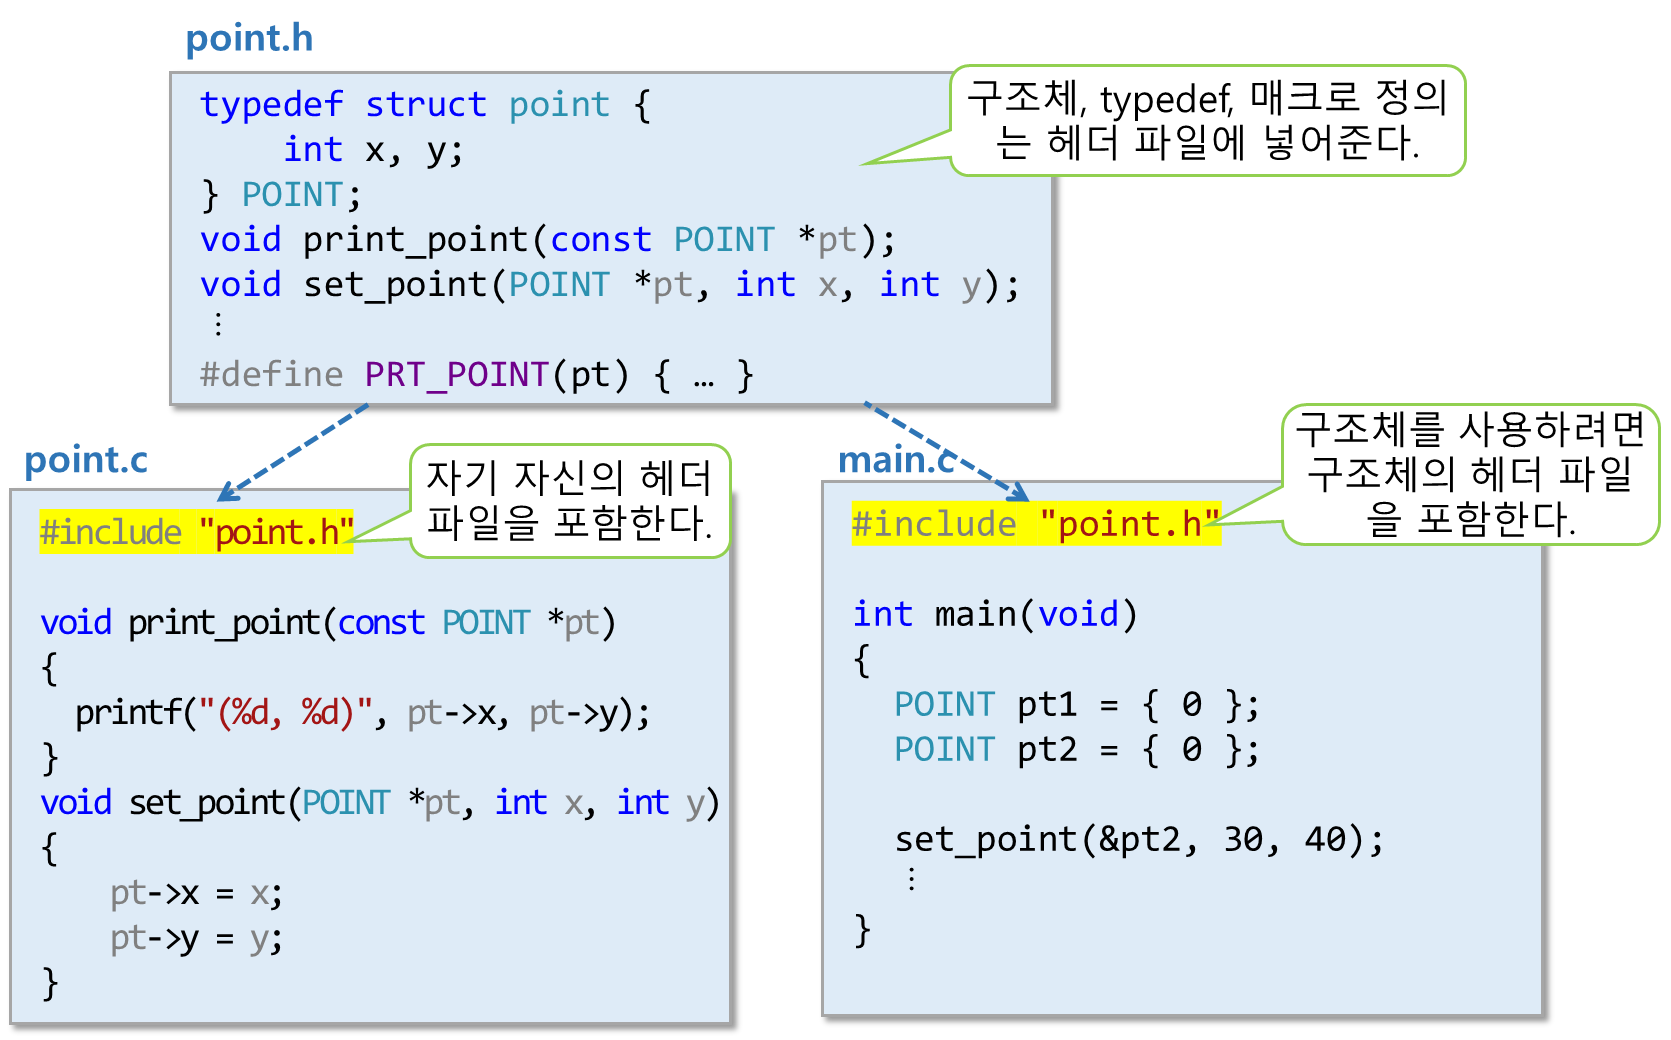 point.h
typedef struct point {
    int x, y;
} POINT;
void print_point(const POINT *pt);
void set_point(POINT *pt, int x, int y);
⋮
#define PRT_POINT(pt) { … }
구조체, typedef, 매크로 정의
는 헤더 파일에 넣어준다.
point.c
#include "point.h"
자기 자신의 헤더
파일을 포함한다.
void print_point(const POINT *pt)
{
  printf("(%d, %d)", pt->x, pt->y);
}
void set_point(POINT *pt, int x, int y)
{
    pt->x = x;
    pt->y = y;
}
main.c
#include "point.h"
구조체를 사용하려면
구조체의 헤더 파일
을 포함한다.
int main(void)
{
  POINT pt1 = { 0 };
  POINT pt2 = { 0 };
  set_point(&pt2, 30, 40);
  ⋮
}